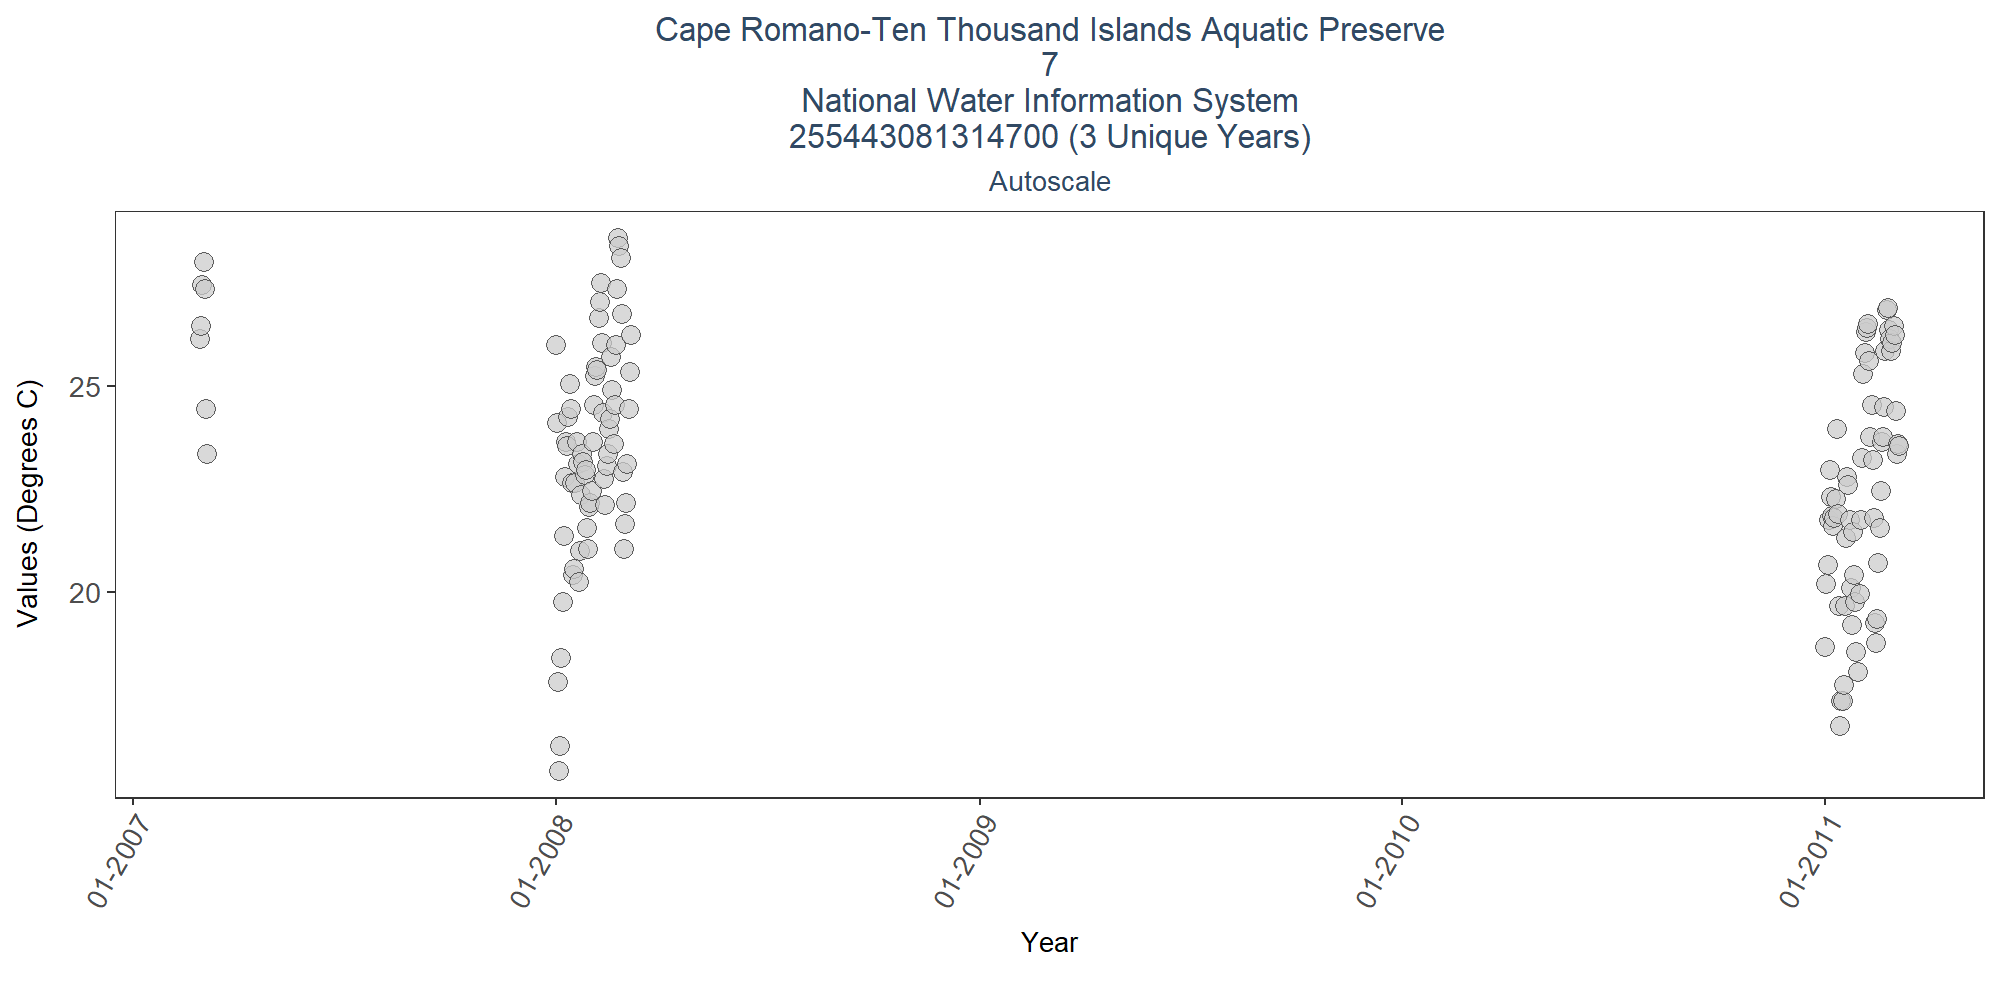 Cape Romano-Ten Thousand Islands Aquatic Preserve
7
National Water Information System
255443081314700 (3 Unique Years)
Autoscale
Values (Degrees C)
25
20
01-2007
01-2008
01-2009
01-2010
01-2011
Year